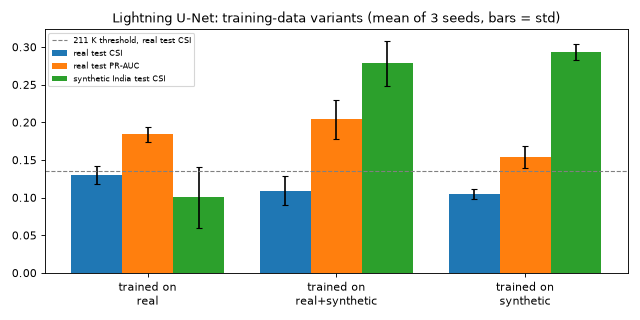 Lightning U-Net: training-data variants (mean of 3 seeds, bars = std)
211 K threshold, real test CSI
real test CSI
real test PR-AUC
synthetic India test CSI
0.30
0.25
0.20
0.15
0.10
0.05
0.00
trained on
real
trained on
real+synthetic
trained on
synthetic